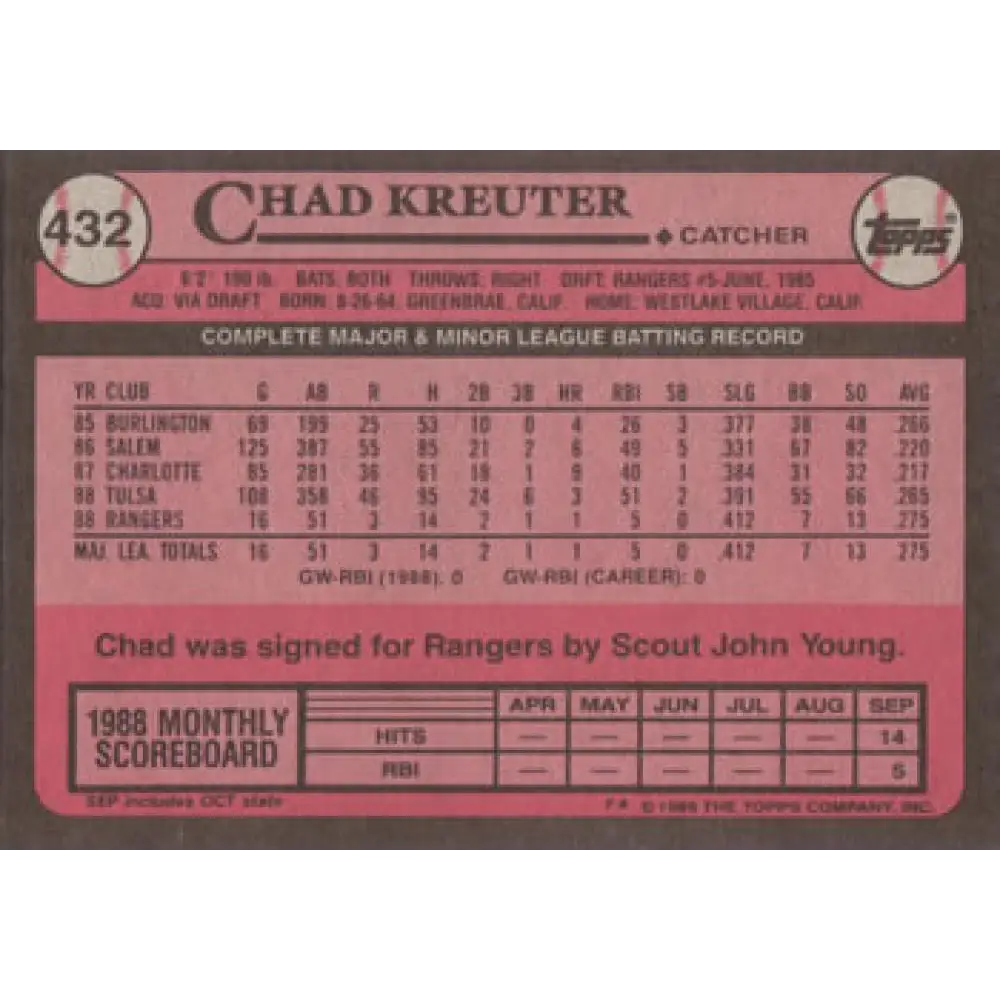 432
CHAD KREUTER
◆ CATCHER
topps®
6'2" 190 lb. BATS: BOTH THROWS: RIGHT DRFT: RANGERS #5-JUNE, 1985
ACQ: VIA DRAFT BORN: 8-26-64, GREENBRAE, CALIF. HOME: WESTLAKE VILLAGE, CALIF.
COMPLETE MAJOR & MINOR LEAGUE BATTING RECORD
YR CLUB G AB R H 2B 3B HR RBI SB SLG BB SO AVG
85 BURLINGTON 69 199 25 53 10 0 4 26 3 .377 38 48 .266
86 SALEM 125 387 55 85 21 2 6 49 5 .331 67 82 .220
87 CHARLOTTE 85 281 36 61 18 1 9 40 1 .384 31 32 .217
88 TULSA 108 358 46 95 24 6 3 51 2 .391 55 66 .265
88 RANGERS 16 51 3 14 2 1 1 5 0 .412 7 13 .275
MAJ. LEA. TOTALS 16 51 3 14 2 1 1 5 0 .412 7 13 .275
GW-RBI (1988): 0 GW-RBI (CAREER): 0
Chad was signed for Rangers by Scout John Young.
1988 MONTHLY
SCOREBOARD
APR MAY JUN JUL AUG SEP
HITS — — — — — 14
RBI — — — — — 5
SEP includes OCT stats
F★ © 1989 THE TOPPS COMPANY, INC.